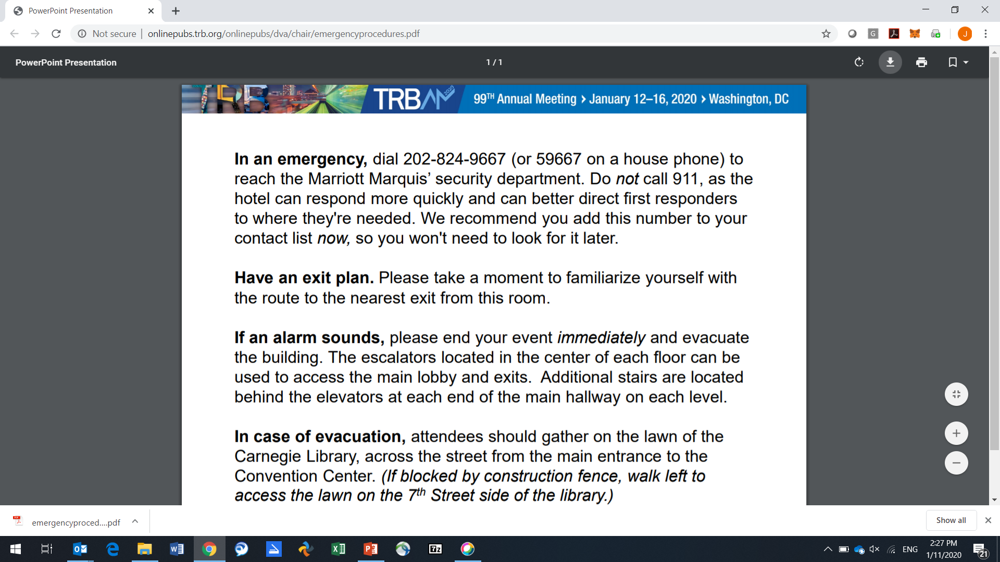 PowerPoint Presentation
Not secure | onlinepubs.trb.org/onlinepubs/dva/chair/emergencyprocedures.pdf
G
J
PowerPoint Presentation
1 / 1
TRB
TRBAM 2020
99TH Annual Meeting › January 12–16, 2020 › Washington, DC
In an emergency, dial 202-824-9667 (or 59667 on a house phone) to
reach the Marriott Marquis’ security department. Do not call 911, as the
hotel can respond more quickly and can better direct first responders
to where they're needed. We recommend you add this number to your
contact list now, so you won't need to look for it later.
Have an exit plan. Please take a moment to familiarize yourself with
the route to the nearest exit from this room.
If an alarm sounds, please end your event immediately and evacuate
the building. The escalators located in the center of each floor can be
used to access the main lobby and exits.  Additional stairs are located
behind the elevators at each end of the main hallway on each level.
In case of evacuation, attendees should gather on the lawn of the
Carnegie Library, across the street from the main entrance to the
Convention Center. (If blocked by construction fence, walk left to
access the lawn on the 7th Street side of the library.)
emergencyproced....pdf
Show all
7z
ENG
2:27 PM
1/11/2020
21